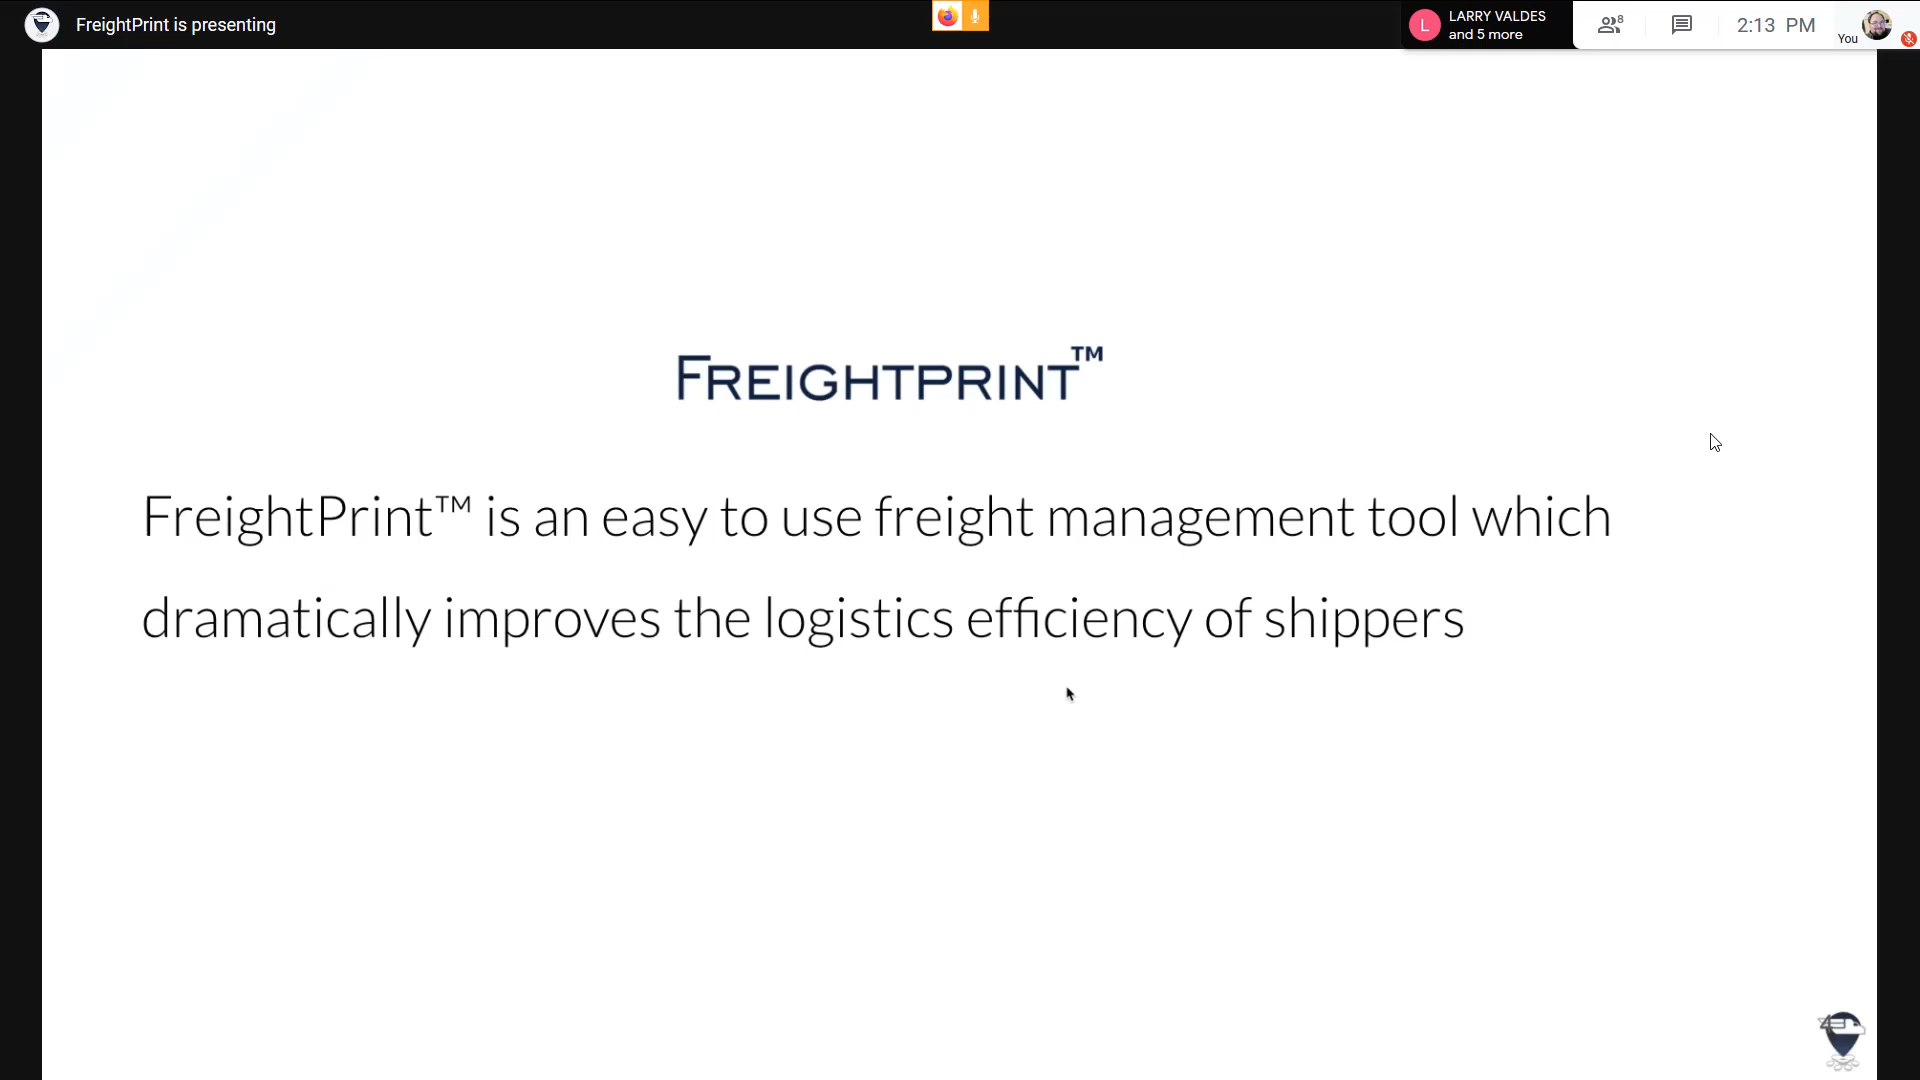 FreightPrint is presenting
LARRY VALDES
and 5 more
L
8
2:13 PM
You
FREIGHTPRINT™
FreightPrint™ is an easy to use freight management tool which
dramatically improves the logistics efficiency of shippers